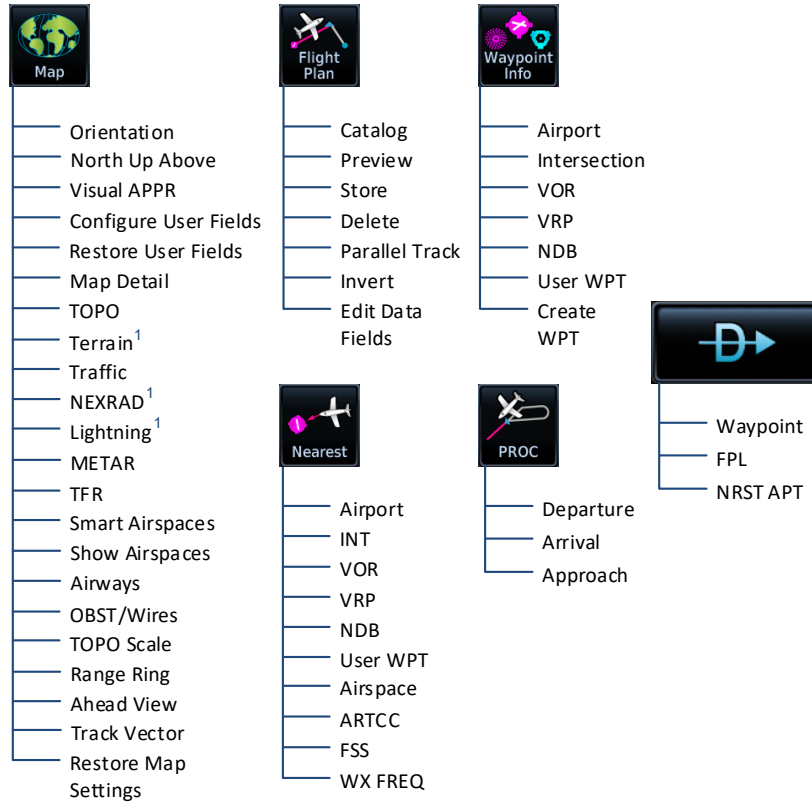 Map
Orientation
North Up Above
Visual APPR
Configure User Fields
Restore User Fields
Map Detail
TOPO
Terrain1
Traffic
NEXRAD1
Lightning1
METAR
TFR
Smart Airspaces
Show Airspaces
Airways
OBST/Wires
TOPO Scale
Range Ring
Ahead View
Track Vector
Restore Map
Settings
Flight
Plan
Catalog
Preview
Store
Delete
Parallel Track
Invert
Edit Data
Fields
Waypoint
Info
Airport
Intersection
VOR
VRP
NDB
User WPT
Create
WPT
Nearest
Airport
INT
VOR
VRP
NDB
User WPT
Airspace
ARTCC
FSS
WX FREQ
PROC
Departure
Arrival
Approach
D
Waypoint
FPL
NRST APT